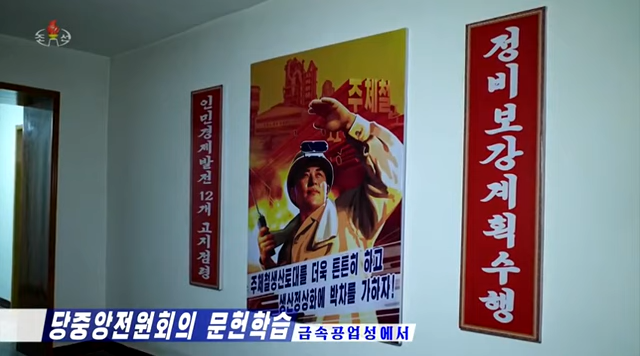 조선
정비보강계획수행
인민경제발전 12개 고지점령
주체철
주체철생산토대를 더욱 튼튼히 하고
생산정상화에 박차를 가하자!
당중앙전원회의 문헌학습 금속공업성에서